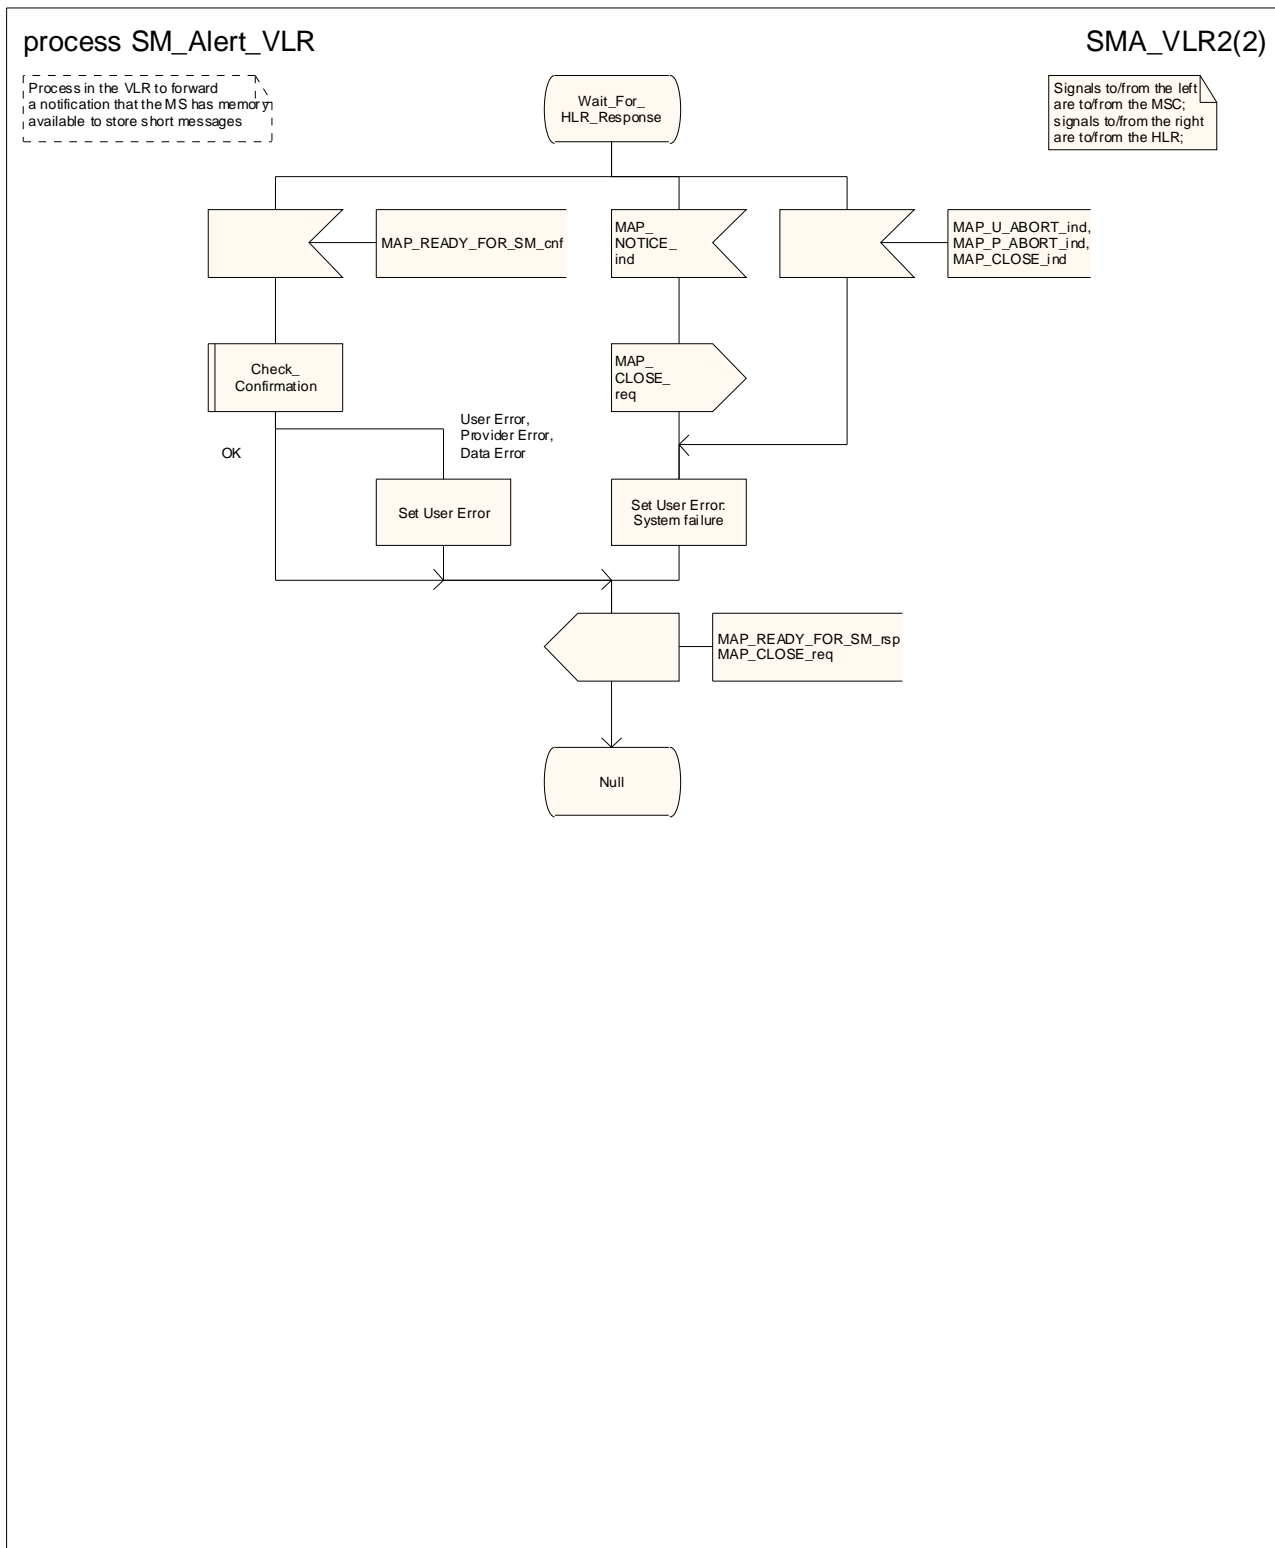 process SM_Alert_VLR
SMA_VLR2(2)
Process in the VLR to forward
a notification that the MS has memory
available to store short messages
Wait_For_
HLR_Response
Signals to/from the left
are to/from the MSC;
signals to/from the right
are to/from the HLR;
MAP_READY_FOR_SM_cnf
MAP_
NOTICE_
ind
MAP_U_ABORT_ind,
MAP_P_ABORT_ind,
MAP_CLOSE_ind
Check_
Confirmation
MAP_
CLOSE_
req
OK
User Error,
Provider Error,
Data Error
Set User Error
Set User Error:
System failure
MAP_READY_FOR_SM_rsp
MAP_CLOSE_req
Null